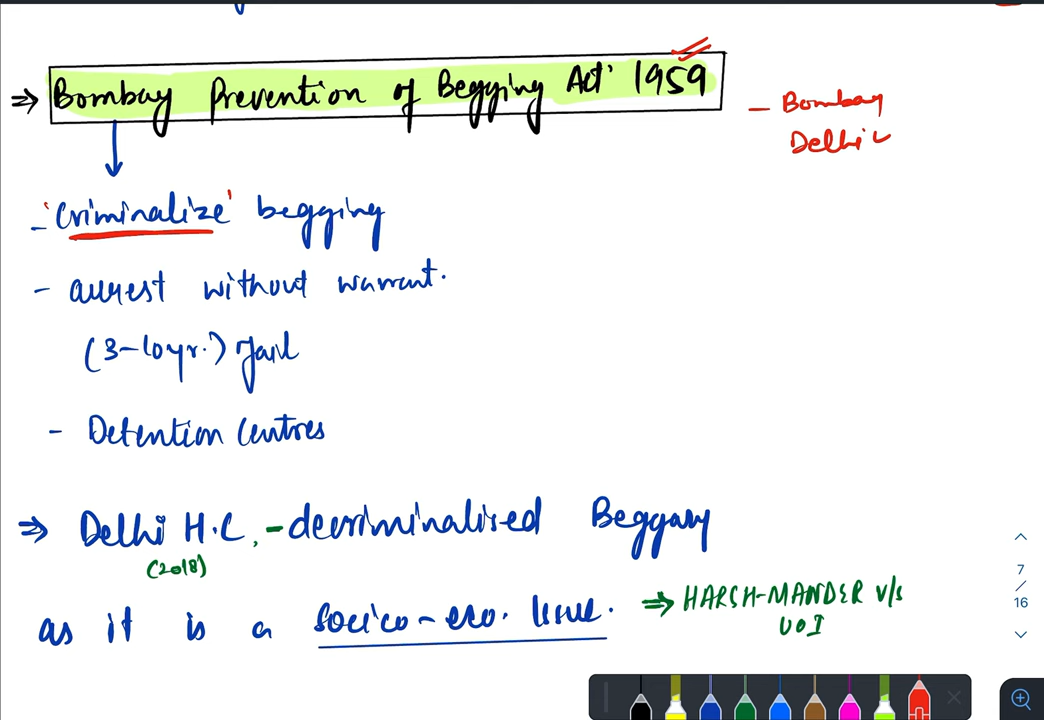 ⇒ Bombay Prevention of Begging Act 1959
- Bombay
Delhi
- 'Criminalize' begging
- arrest without warrant.
(3-10yr.) Jail
- Detention Centres
⇒ Delhi H.C. - decriminalised Beggary
(2018)
as it is a Socico-eco. Issue. ⇒ HARSH-MANDER v/s
UOI
7
/
16